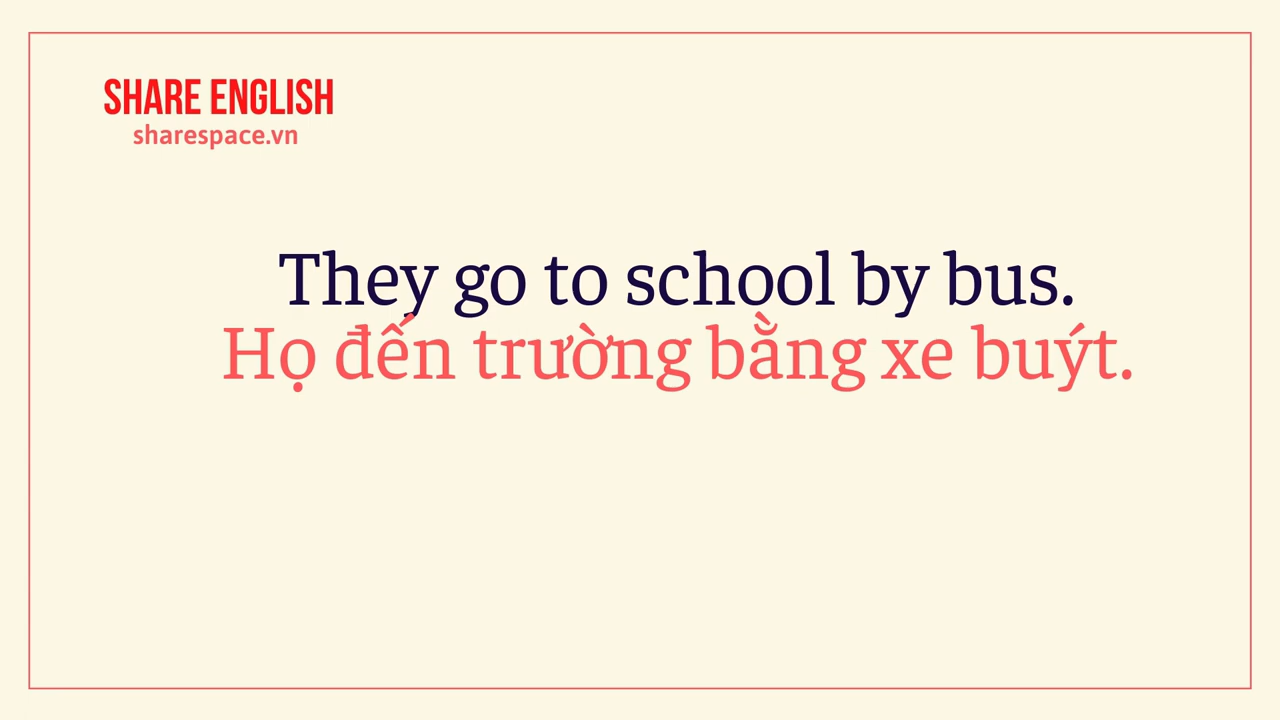 SHARE ENGLISH
sharespace.vn
They go to school by bus.
Họ đến trường bằng xe buýt.